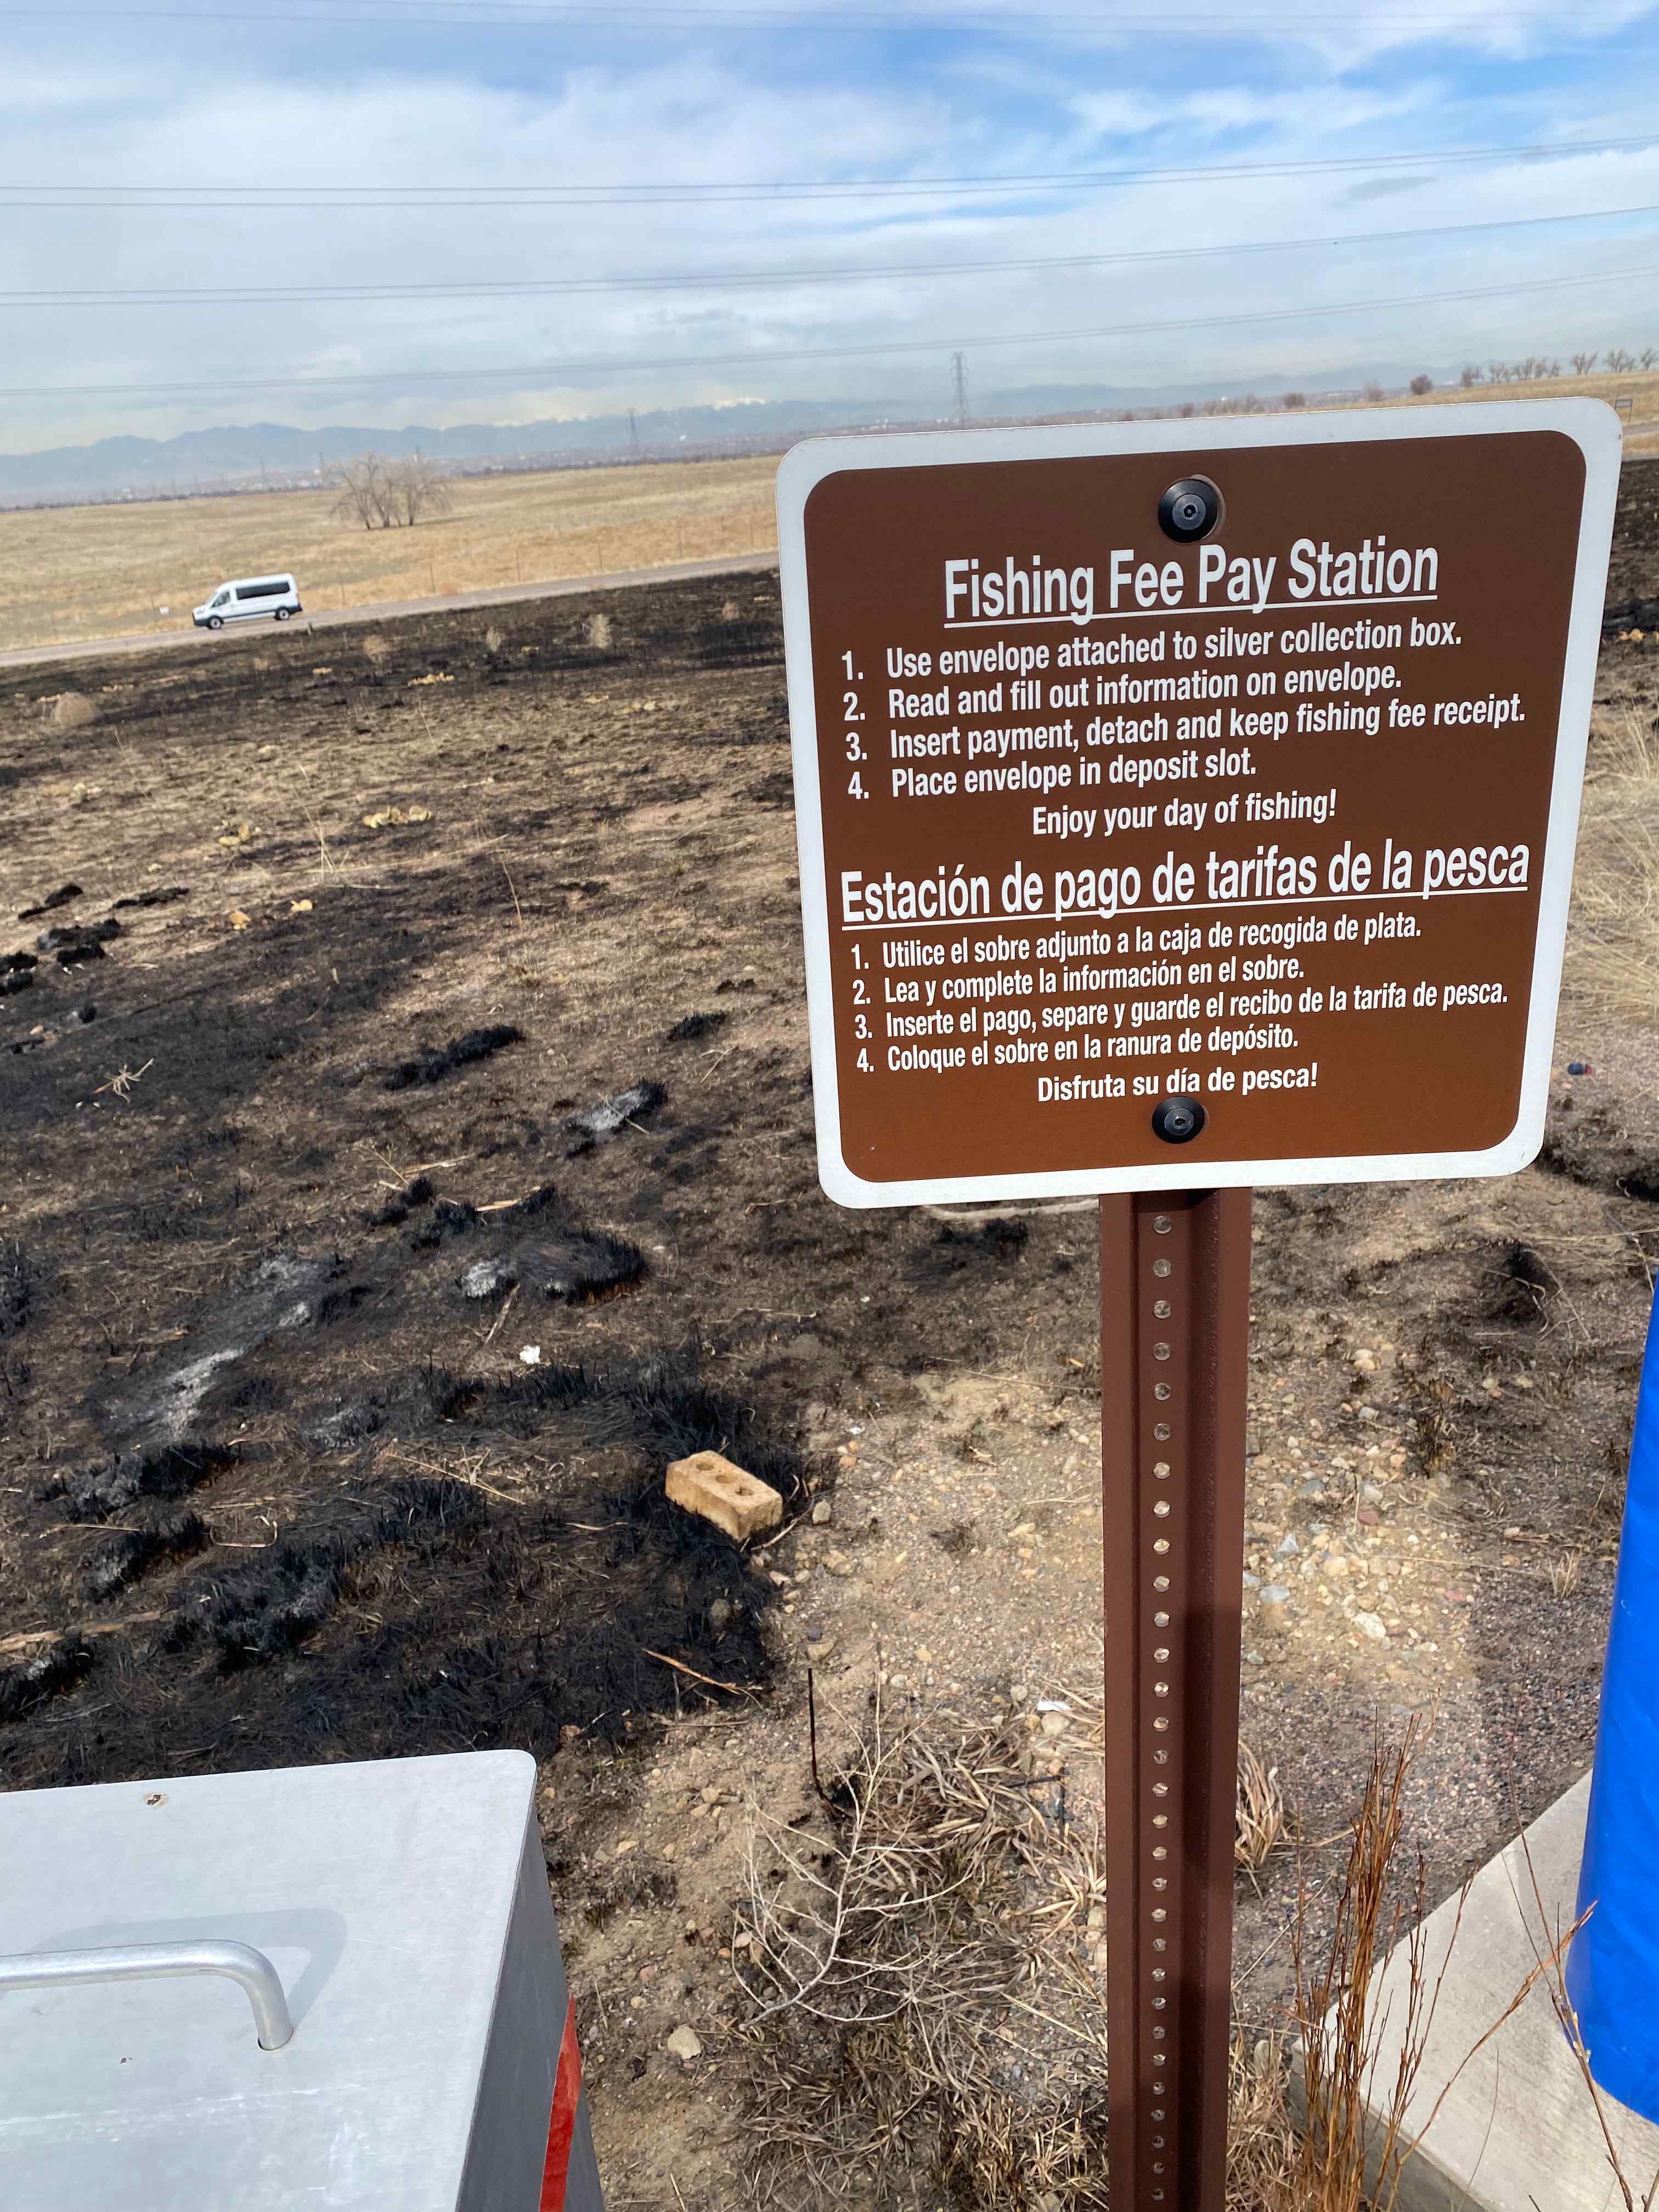 Fishing Fee Pay Station
1. Use envelope attached to silver collection box.
2. Read and fill out information on envelope.
3. Insert payment, detach and keep fishing fee receipt.
4. Place envelope in deposit slot.
Enjoy your day of fishing!
Estación de pago de tarifas de la pesca
1. Utilice el sobre adjunto a la caja de recogida de plata.
2. Lea y complete la información en el sobre.
3. Inserte el pago, separe y guarde el recibo de la tarifa de pesca.
4. Coloque el sobre en la ranura de depósito.
Disfruta su día de pesca!